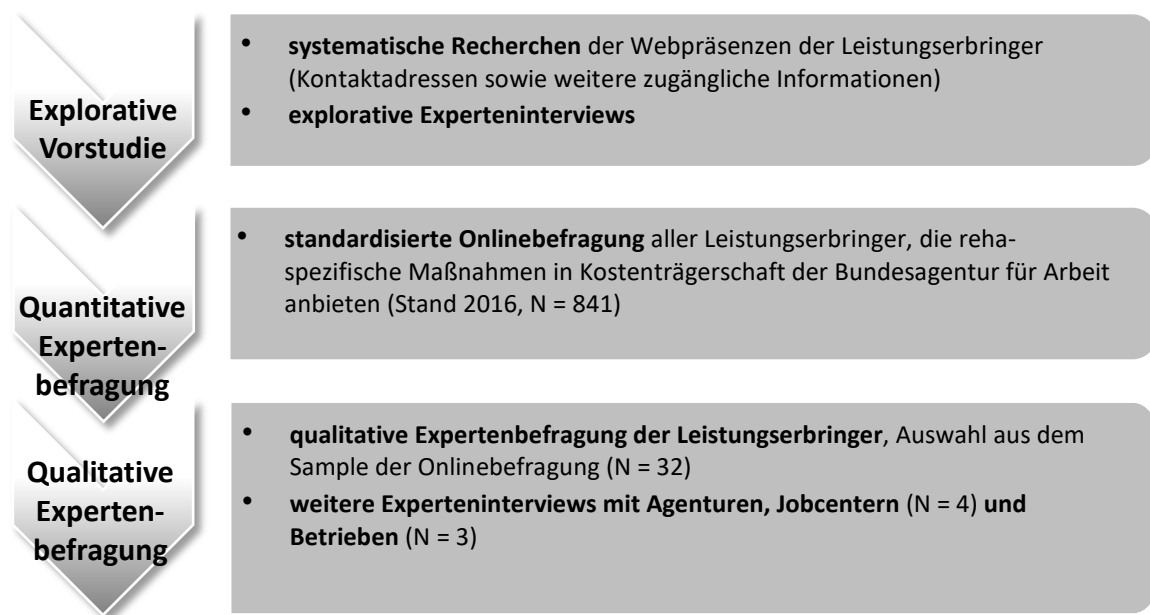 Explorative
Vorstudie
• systematische Recherchen der Webpräsenzen der Leistungserbringer
(Kontaktadressen sowie weitere zugängliche Informationen)
• explorative Experteninterviews
Quantitative
Experten-
befragung
• standardisierte Onlinebefragung aller Leistungserbringer, die reha-
spezifische Maßnahmen in Kostenträgerschaft der Bundesagentur für Arbeit
anbieten (Stand 2016, N = 841)
Qualitative
Experten-
befragung
• qualitative Expertenbefragung der Leistungserbringer, Auswahl aus dem
Sample der Onlinebefragung (N = 32)
• weitere Experteninterviews mit Agenturen, Jobcentern (N = 4) und
Betrieben (N = 3)